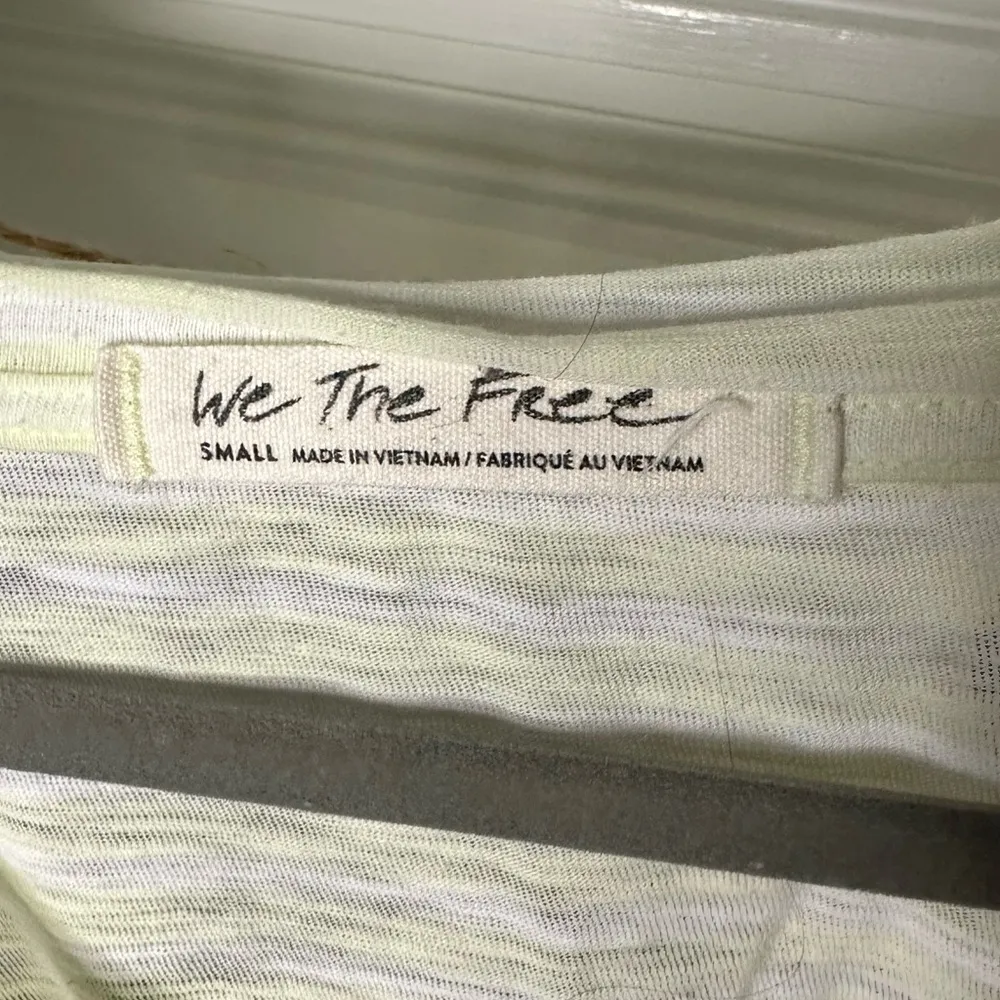 We The Free
SMALL MADE IN VIETNAM / FABRIQUÉ AU VIETNAM